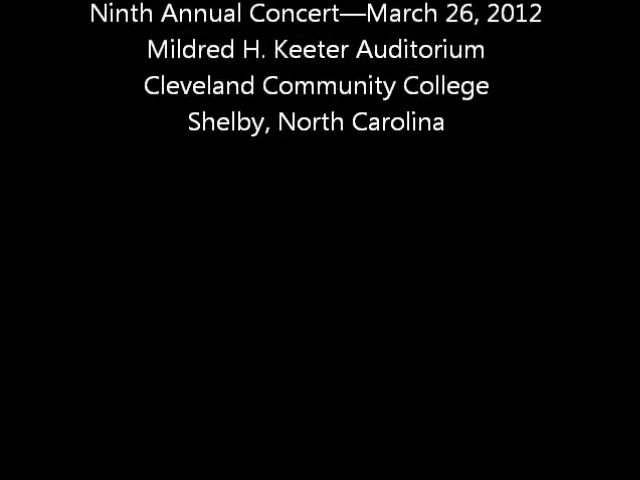 Ninth Annual Concert—March 26, 2012
Mildred H. Keeter Auditorium
Cleveland Community College
Shelby, North Carolina